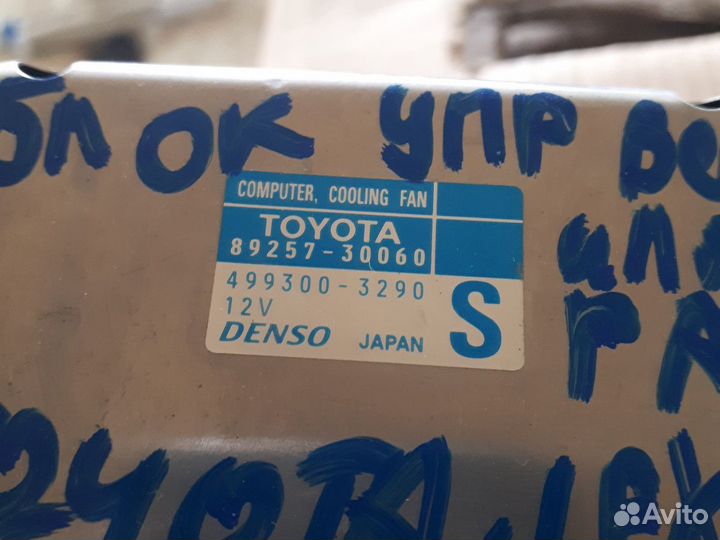 блок упр
COMPUTER, COOLING FAN
TOYOTA
89257-30060
499300-3290
12V
S
DENSO JAPAN
Avito